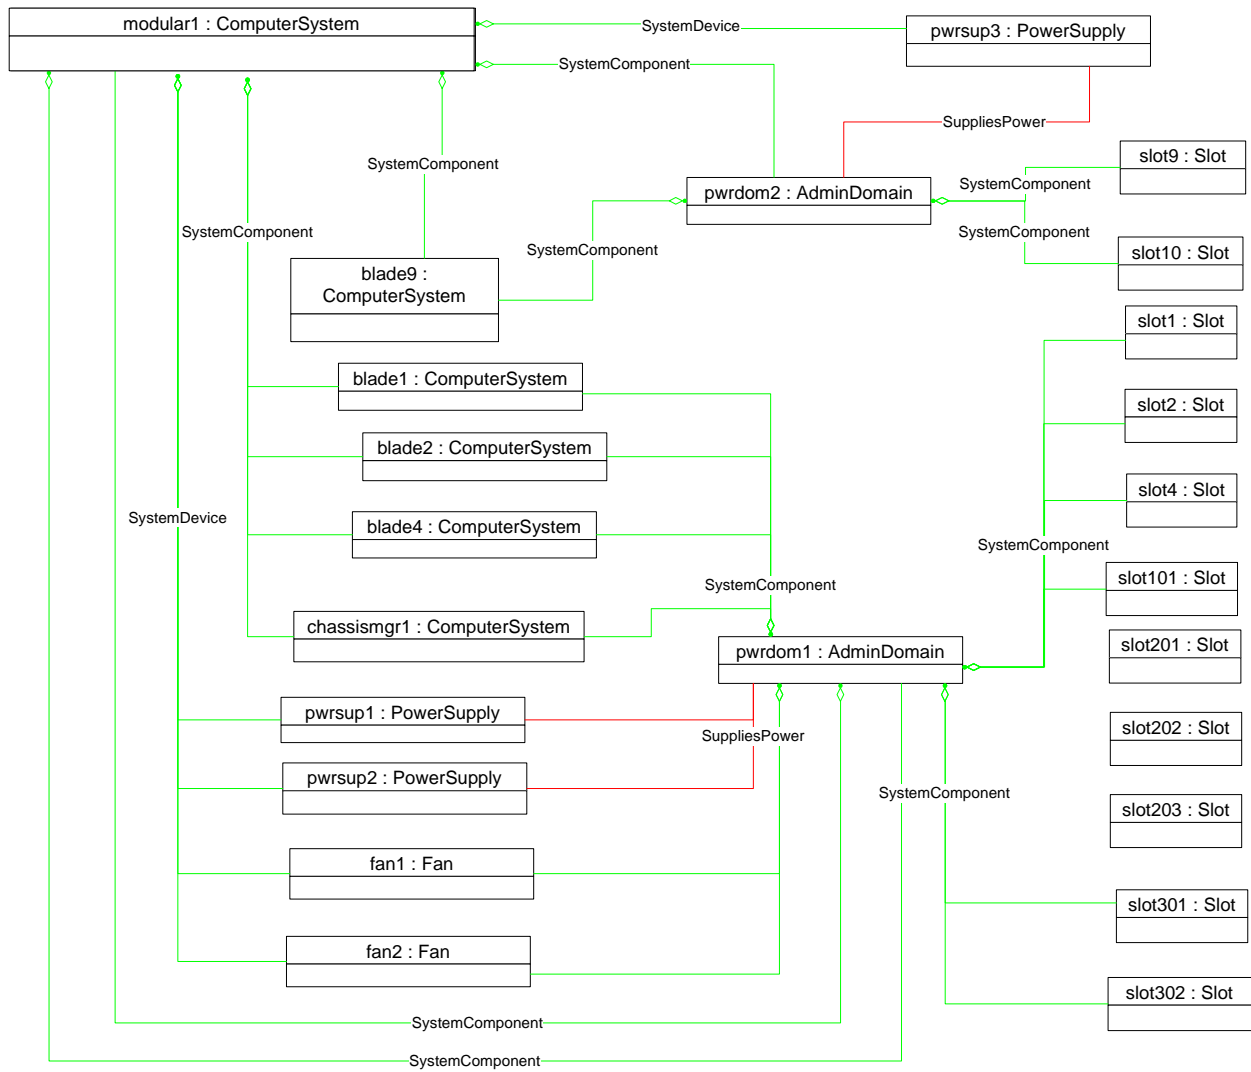 modular1 : ComputerSystem
SystemDevice
pwrsup3 : PowerSupply
SystemComponent
SuppliesPower
SystemComponent
slot9 : Slot
SystemComponent
pwrdom2 : AdminDomain
SystemComponent
SystemComponent
SystemComponent
slot10 : Slot
blade9 :
ComputerSystem
slot1 : Slot
blade1 : ComputerSystem
slot2 : Slot
blade2 : ComputerSystem
slot4 : Slot
SystemDevice
blade4 : ComputerSystem
SystemComponent
slot101 : Slot
SystemComponent
chassismgr1 : ComputerSystem
slot201 : Slot
pwrdom1 : AdminDomain
pwrsup1 : PowerSupply
SuppliesPower
slot202 : Slot
pwrsup2 : PowerSupply
SystemComponent
slot203 : Slot
fan1 : Fan
slot301 : Slot
fan2 : Fan
slot302 : Slot
SystemComponent
SystemComponent